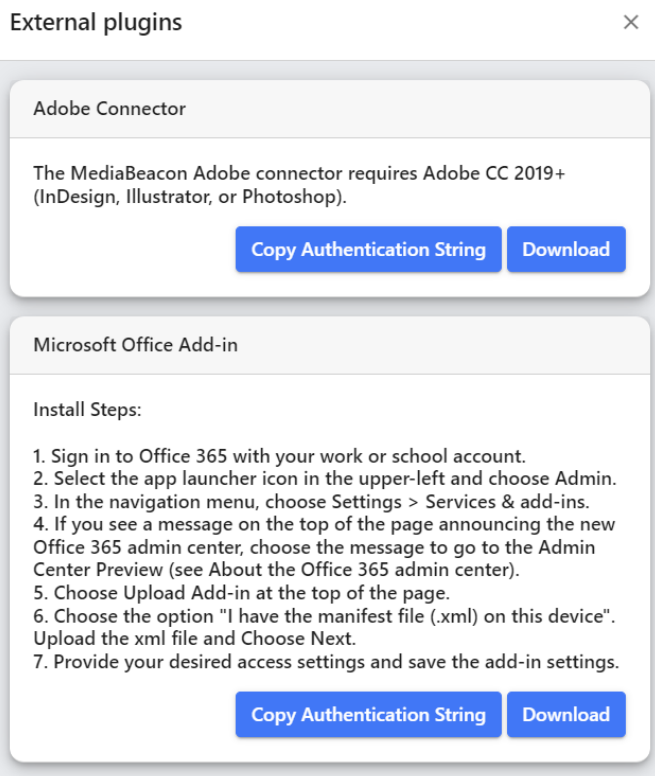 External plugins
Adobe Connector
The MediaBeacon Adobe connector requires Adobe CC 2019+
(InDesign, Illustrator, or Photoshop).
Copy Authentication String
Download
Microsoft Office Add-in
Install Steps:
1. Sign in to Office 365 with your work or school account.
2. Select the app launcher icon in the upper-left and choose Admin.
3. In the navigation menu, choose Settings > Services & add-ins.
4. If you see a message on the top of the page announcing the new
Office 365 admin center, choose the message to go to the Admin
Center Preview (see About the Office 365 admin center).
5. Choose Upload Add-in at the top of the page.
6. Choose the option "I have the manifest file (.xml) on this device".
Upload the xml file and Choose Next.
7. Provide your desired access settings and save the add-in settings.
Copy Authentication String
Download